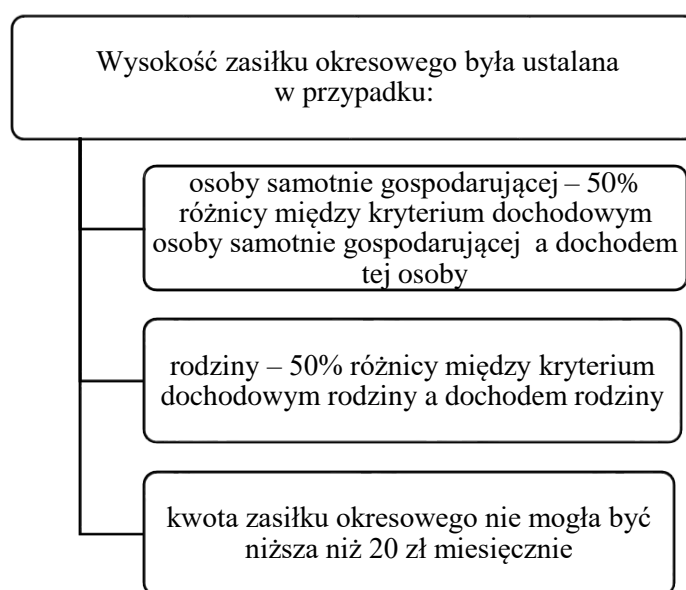 Wysokość zasiłku okresowego była ustalana
w przypadku:
osoby samotnie gospodarującej – 50%
różnicy między kryterium dochodowym
osoby samotnie gospodarującej a dochodem
tej osoby
rodziny – 50% różnicy między kryterium
dochodowym rodziny a dochodem rodziny
kwota zasiłku okresowego nie mogła być
niższa niż 20 zł miesięcznie